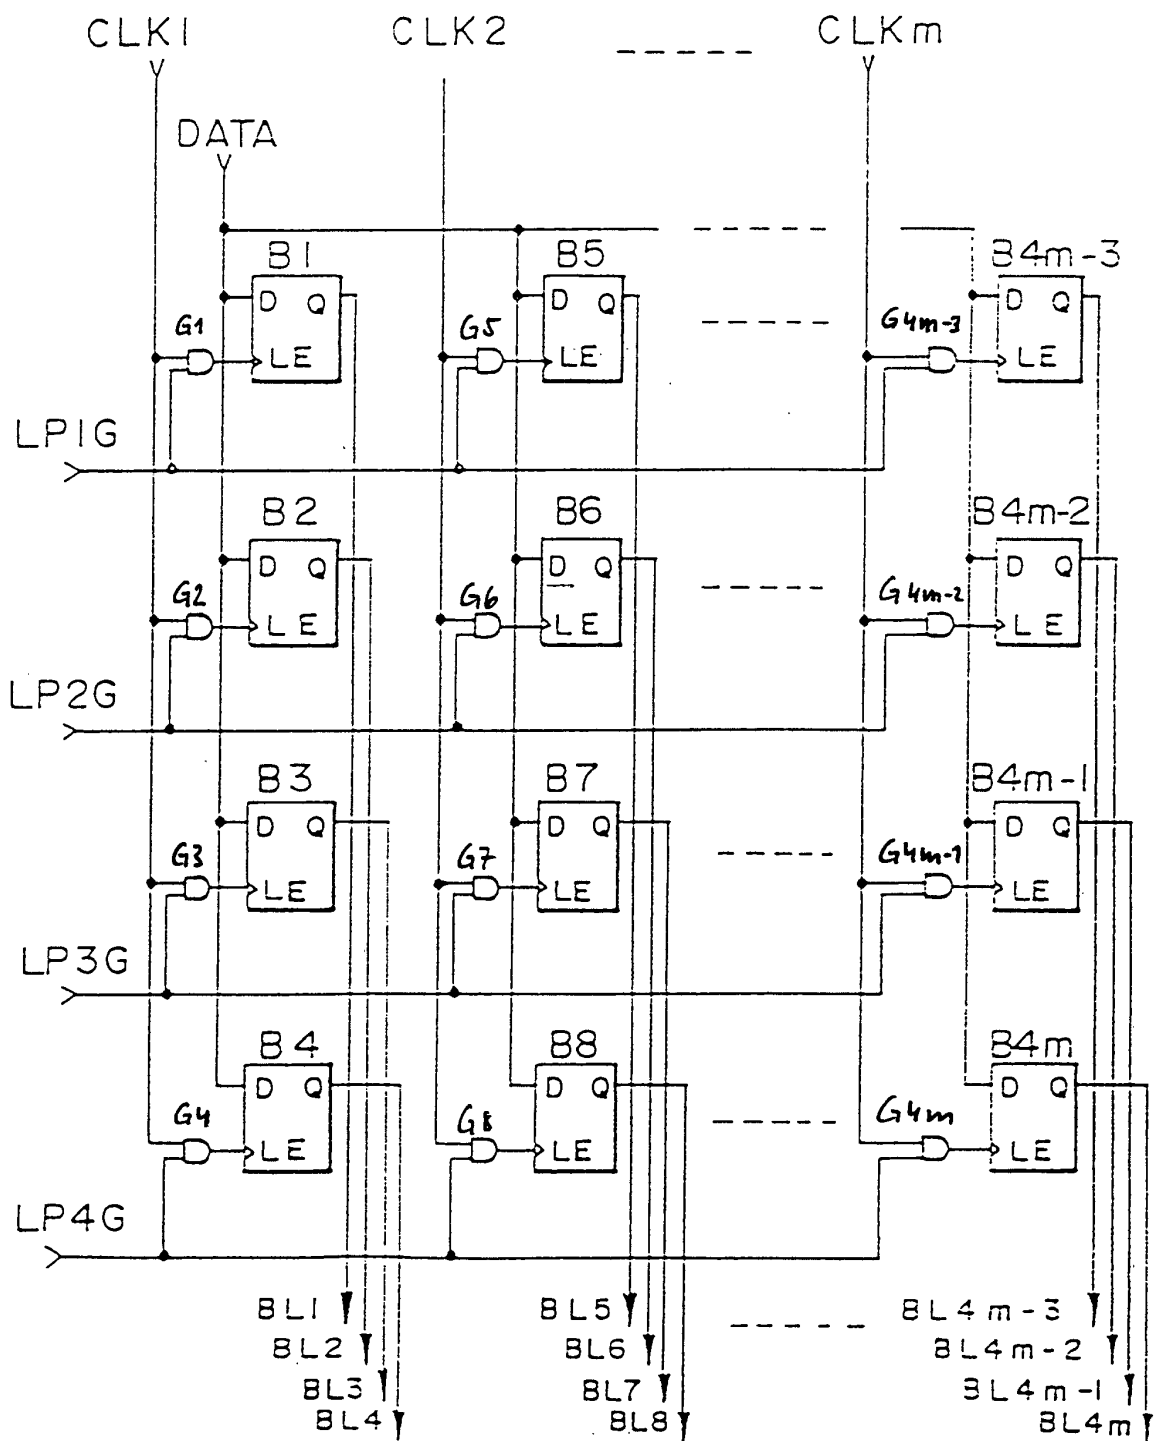 CLK1 CLK2 CLKm
DATA
B1 B5 B4m-3
D Q D Q D Q
G1 G5 G4m-3
LE LE LE
LP1G
B2 B6 B4m-2
D Q D Q D Q
G2 G6 G4m-2
LE LE LE
LP2G
B3 B7 B4m-1
D Q D Q D Q
G3 G7 G4m-1
LE LE LE
LP3G
B4 B8 B4m
D Q D Q D Q
G4 G8 G4m
LE LE LE
LP4G
BL1 BL5 BL4m-3
BL2 BL6 BL4m-2
BL3 BL7 BL4m-1
BL4 BL8 BL4m